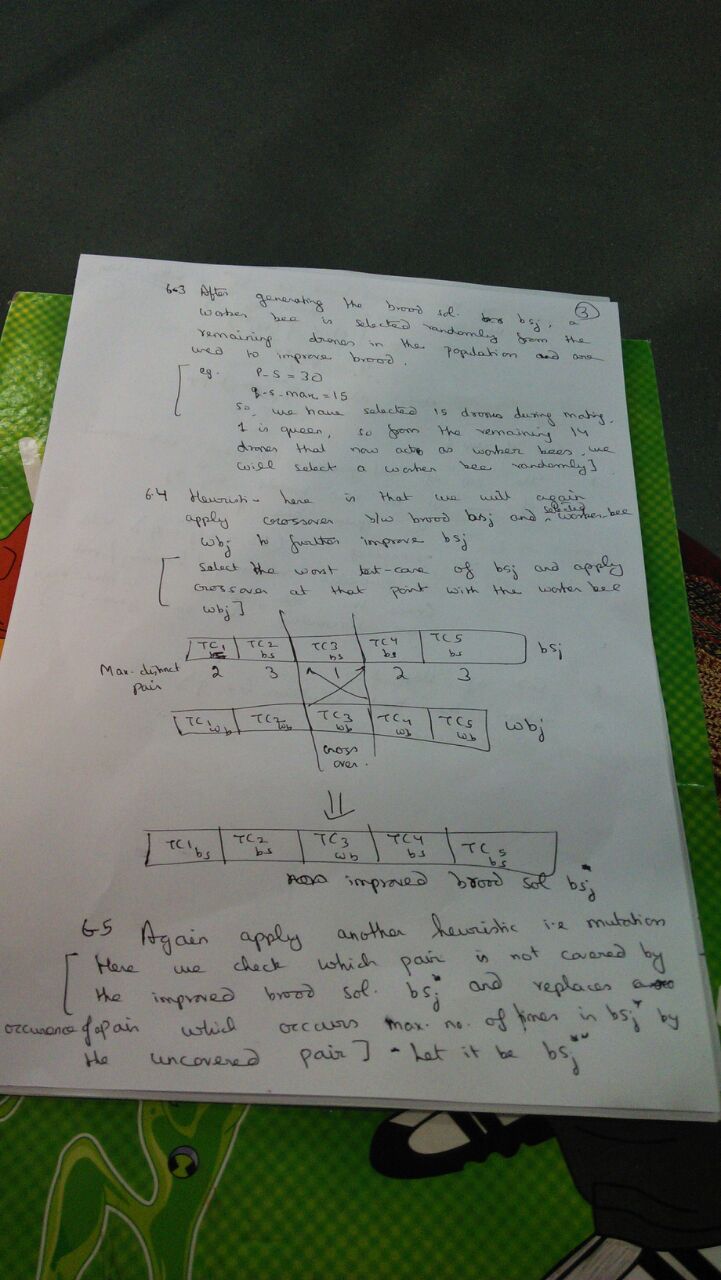 3
6.3 After generating the brood sol. bsj, a
worker bee is selected randomly from the
remaining drones in the population and are
used to improve brood.
[ eg. P-S = 30
q-s-max = 15
so, we have selected 15 drones during mating,
1 is queen, so from the remaining 14
drones that now acts as worker bees, we
will select a worker bee randomly]
6.4 Heuristic here is that we will again
apply crossover b/w brood bsj and selected worker bee
wbj to further improve bsj
[ Select the worst test-case of bsj and apply
crossover at that point with the worker bee
wbj ]
TC1 bs TC2 bs TC3 bs TC4 bs TC5 bs bsj
Max. distinct pair 2 3 1 2 3
TC1 wb TC2 wb TC3 wb TC4 wb TC5 wb wbj
cross
over.
TC1 bs TC2 bs TC3 wb TC4 bs TC5 bs
improved brood sol bsj*
6.5 Again apply another heuristic i.e mutation
[ Here we check which pair is not covered by
the improved brood sol. bsj* and replaces
occurence of a pair which occurs max. no. of times in bsj* by
the uncovered pair ] - Let it be bsj**